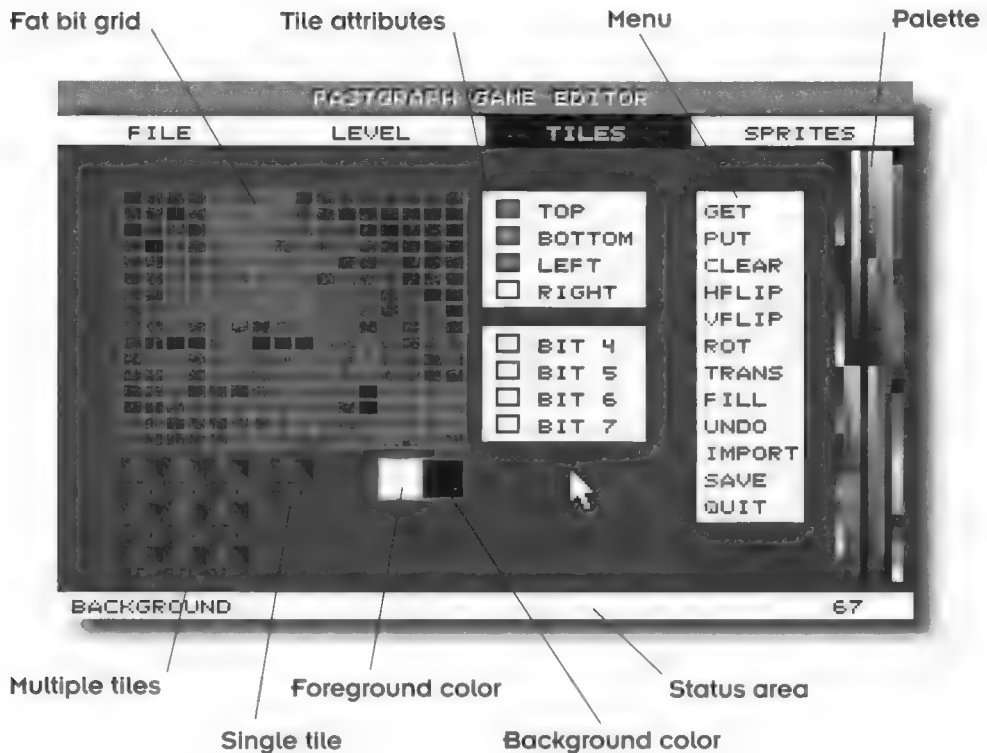 Fat bit grid Tile attributes Menu Palette
FASTGRAPH GAME EDITOR
FILE LEVEL TILES SPRITES
TOP
BOTTOM
LEFT
RIGHT
BIT 4
BIT 5
BIT 6
BIT 7
GET
PUT
CLEAR
HFLIP
VFLIP
ROT
TRANS
FILL
UNDO
IMPORT
SAVE
QUIT
BACKGROUND 67
Multiple tiles Foreground color Status area
Single tile Background color